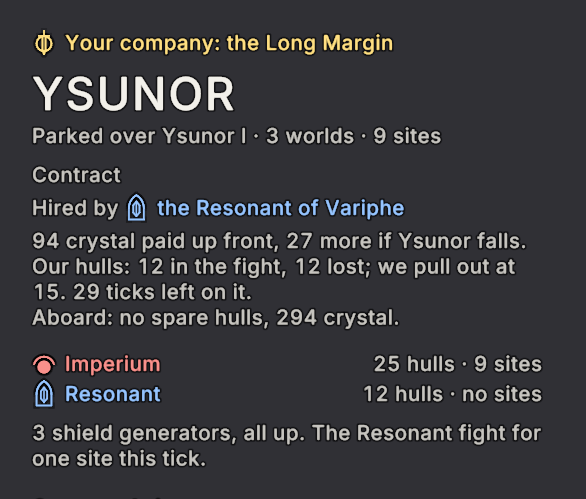 Your company: the Long Margin
YSUNOR
Parked over Ysunor I · 3 worlds · 9 sites
Contract
Hired by the Resonant of Variphe
94 crystal paid up front, 27 more if Ysunor falls.
Our hulls: 12 in the fight, 12 lost; we pull out at
15. 29 ticks left on it.
Aboard: no spare hulls, 294 crystal.
Imperium 25 hulls · 9 sites
Resonant 12 hulls · no sites
3 shield generators, all up. The Resonant fight for
one site this tick.